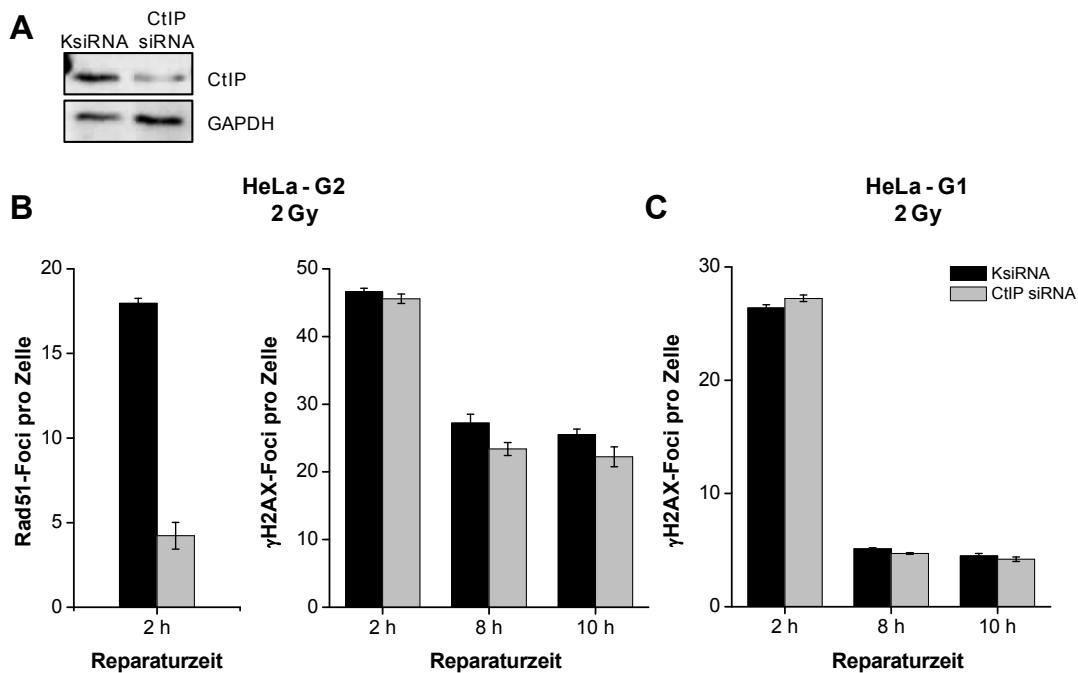 A
KsiRNA
CtIP
siRNA
CtIP
GAPDH
B
HeLa - G2
2 Gy
C
HeLa - G1
2 Gy
Rad51-Foci pro Zelle
20
15
10
5
0
2 h
Reparaturzeit
γH2AX-Foci pro Zelle
50
40
30
20
10
0
2 h
8 h
10 h
Reparaturzeit
γH2AX-Foci pro Zelle
30
20
10
0
2 h
8 h
10 h
Reparaturzeit
KsiRNA
CtIP siRNA